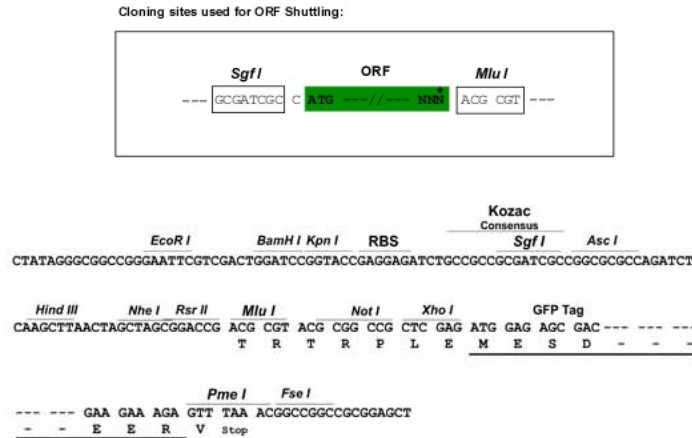 Cloning sites used for ORF Shuttling:
Sgf I ORF Mlu I
--- GCGATCGC C ATG ---//--- NNN* ACG CGT ---
Kozac
Consensus
EcoR I BamH I Kpn I RBS Sgf I Asc I
CTATAGGGCGGCCGGGAATTCGTCGACTGGATCCGGTACCGAGGAGATCTGCCGCCGCGATCGCCGGCGCGCCAGATCT
Hind III Nhe I Rsr II Mlu I Not I Xho I GFP Tag
CAAGCTTAACTAGCTAGCGGACCG ACG CGT ACG CGG CCG CTC GAG ATG GAG AGC GAC --- --- ---
T R T R P L E M E S D - - -
Pme I Fse I
--- --- GAA GAA AGA GTT TAA ACGGCCGGCCGCGGAGCT
- - E E R V Stop